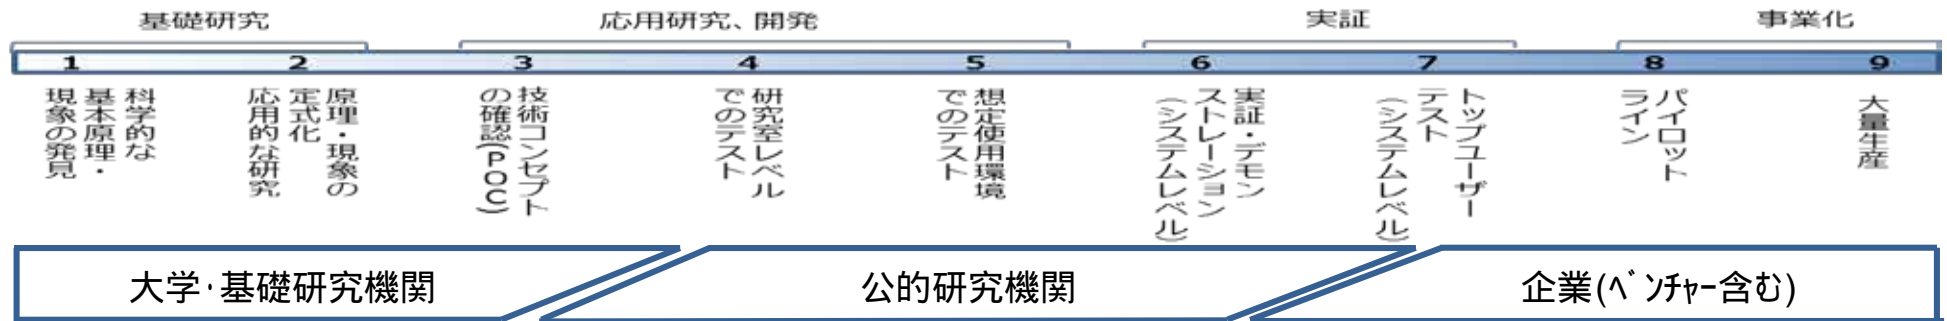 基礎研究
応用研究、開発
実証
事業化
1
2
3
4
5
6
7
8
9
科学的な
基本原理・
現象の発見
原理・現象の
定式化
応用的な研究
技術コンセプト
の確認(POC)
研究室レベル
でのテスト
想定使用環境
でのテスト
実証・デモン
ストレーション
(システムレベル)
トップユーザー
テスト
(システムレベル)
パイロット
ライン
大量生産
大学･基礎研究機関
公的研究機関
企業(ﾍﾞﾝﾁｬｰ含む)